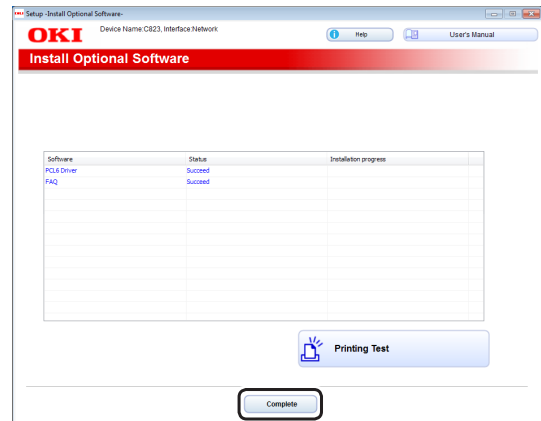 OKI Setup -Install Optional Software-
OKI Device Name:C823, Interface:Network Help User's Manual
Install Optional Software
Software Status Installation progress
PCL6 Driver Succeed
FAQ Succeed
Printing Test
Complete